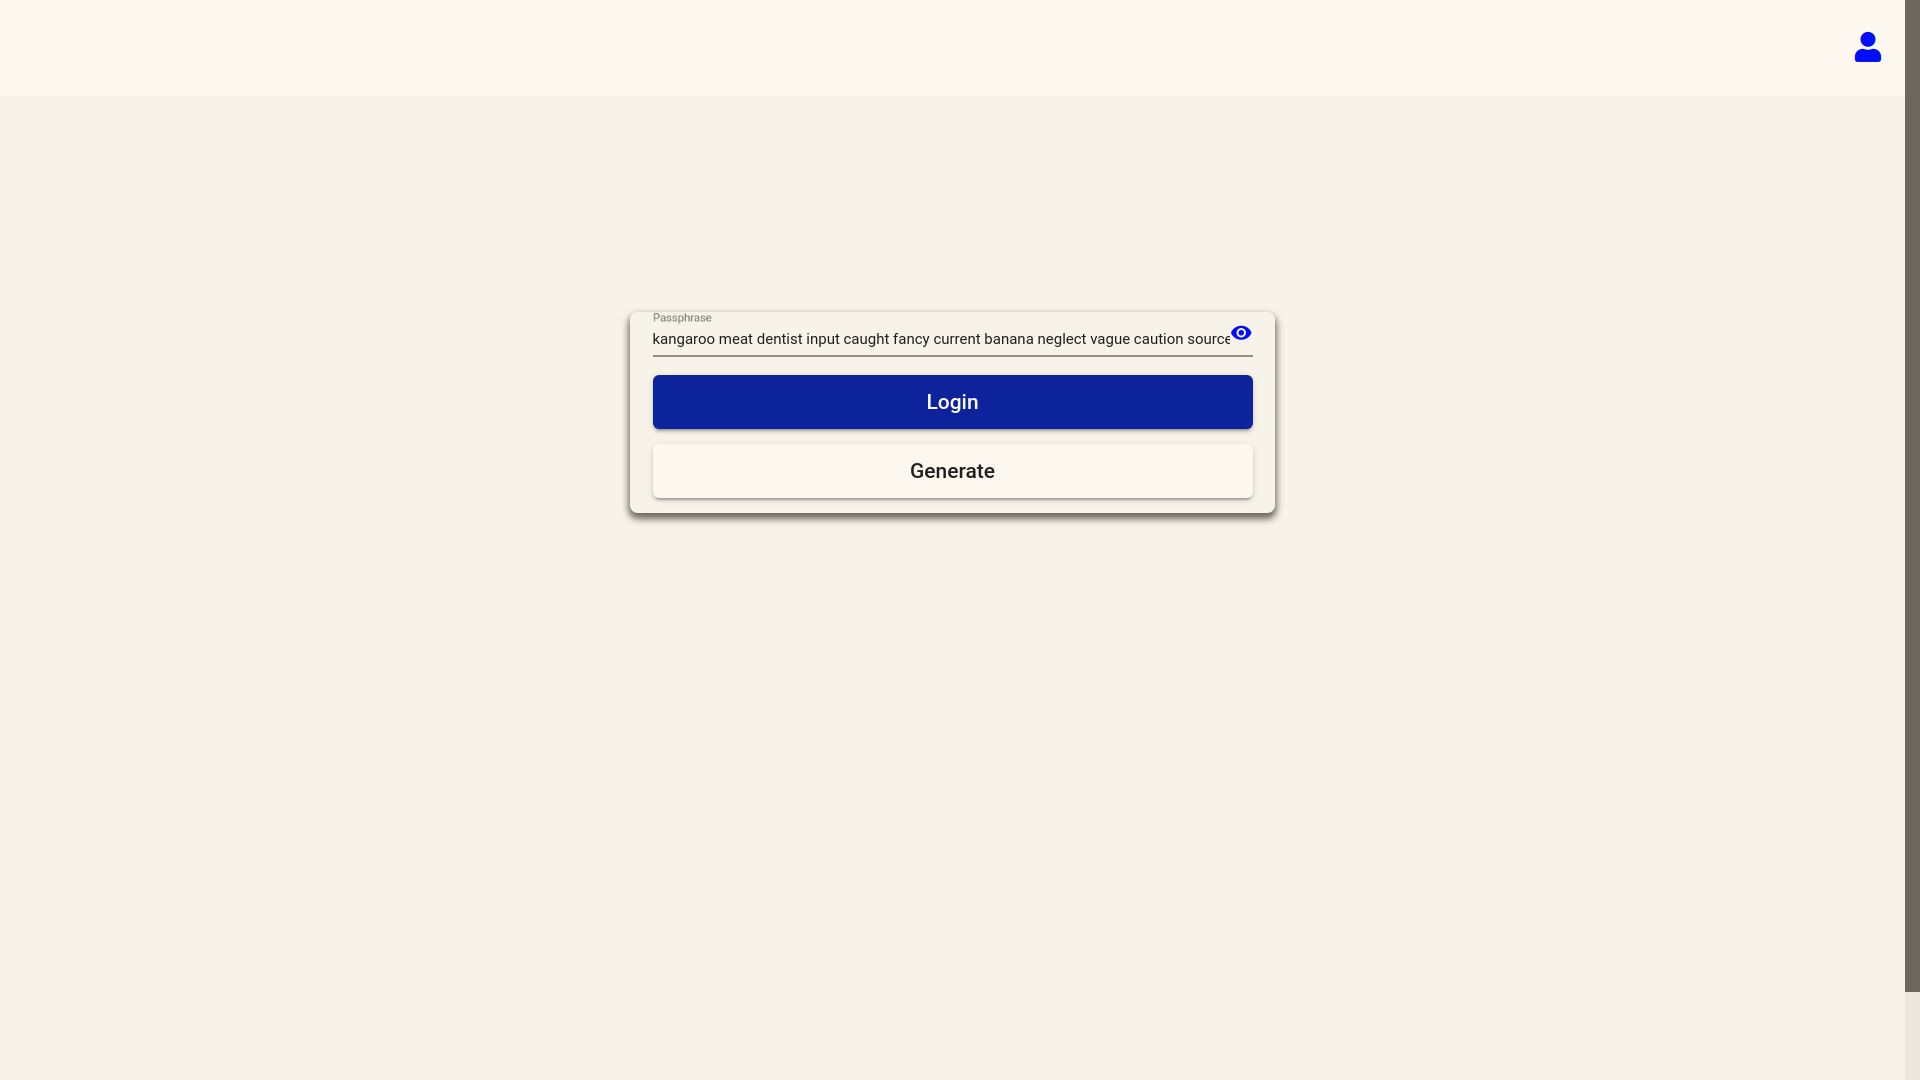 Passphrase
kangaroo meat dentist input caught fancy current banana neglect vague caution source
Login
Generate